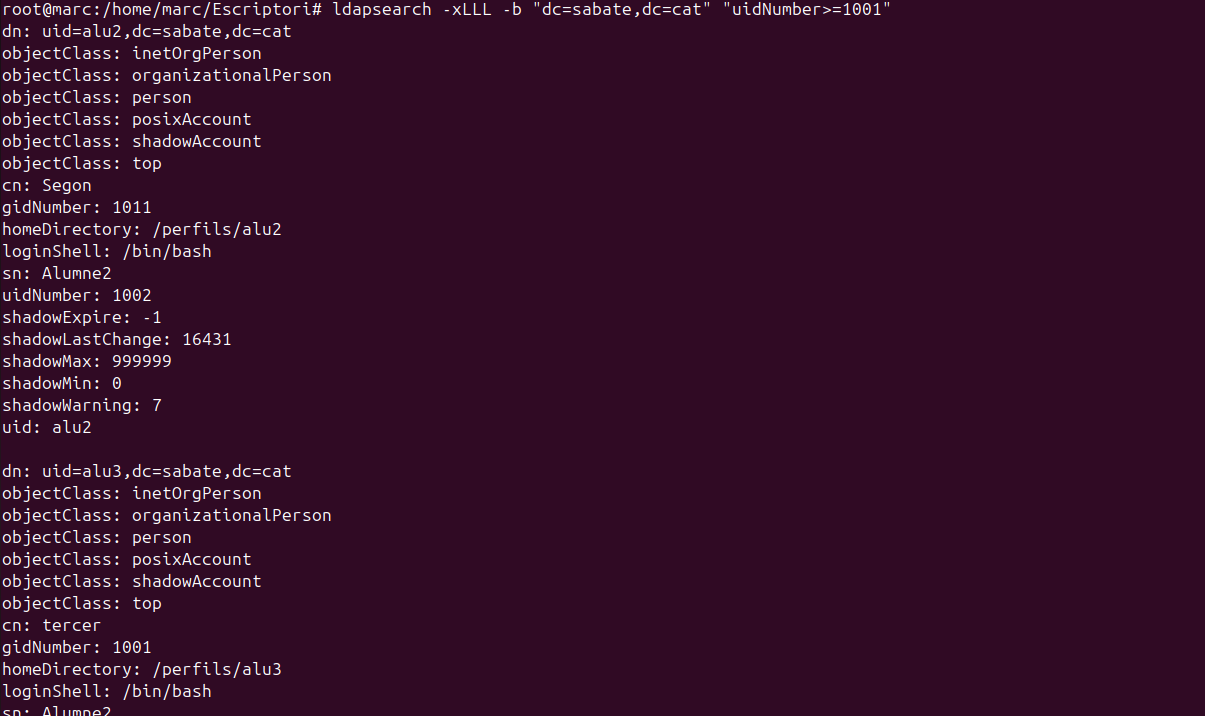 root@marc:/home/marc/Escriptori# ldapsearch -xLLL -b "dc=sabate,dc=cat" "uidNumber>=1001"
dn: uid=alu2,dc=sabate,dc=cat
objectClass: inetOrgPerson
objectClass: organizationalPerson
objectClass: person
objectClass: posixAccount
objectClass: shadowAccount
objectClass: top
cn: Segon
gidNumber: 1011
homeDirectory: /perfils/alu2
loginShell: /bin/bash
sn: Alumne2
uidNumber: 1002
shadowExpire: -1
shadowLastChange: 16431
shadowMax: 999999
shadowMin: 0
shadowWarning: 7
uid: alu2

dn: uid=alu3,dc=sabate,dc=cat
objectClass: inetOrgPerson
objectClass: organizationalPerson
objectClass: person
objectClass: posixAccount
objectClass: shadowAccount
objectClass: top
cn: tercer
gidNumber: 1001
homeDirectory: /perfils/alu3
loginShell: /bin/bash
sn: Alumne2